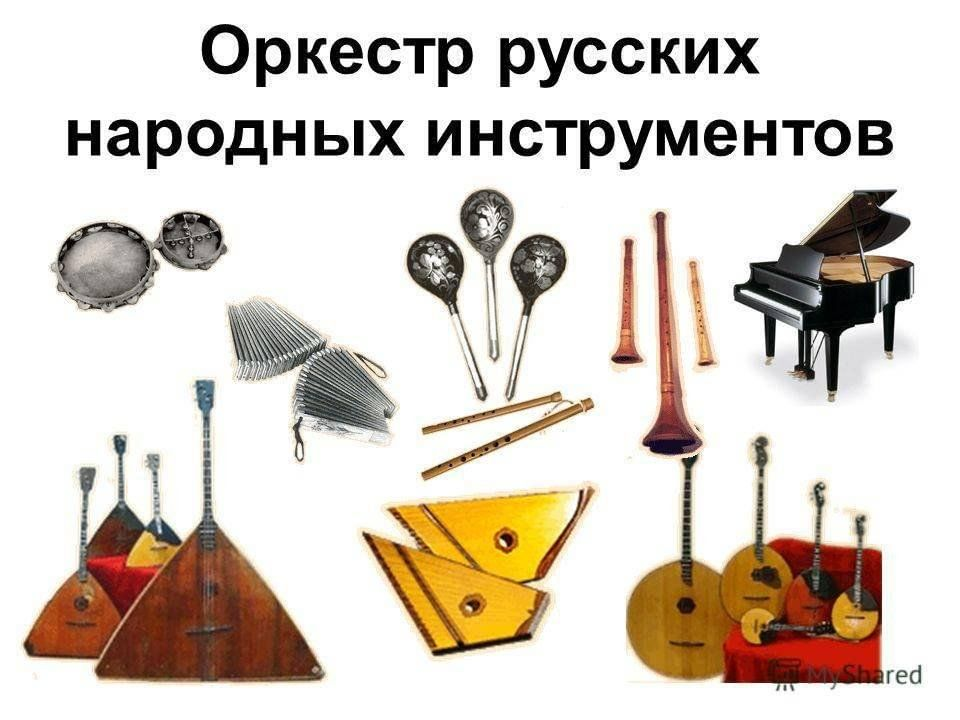 Оркестр русских
народных инструментов
MyShared